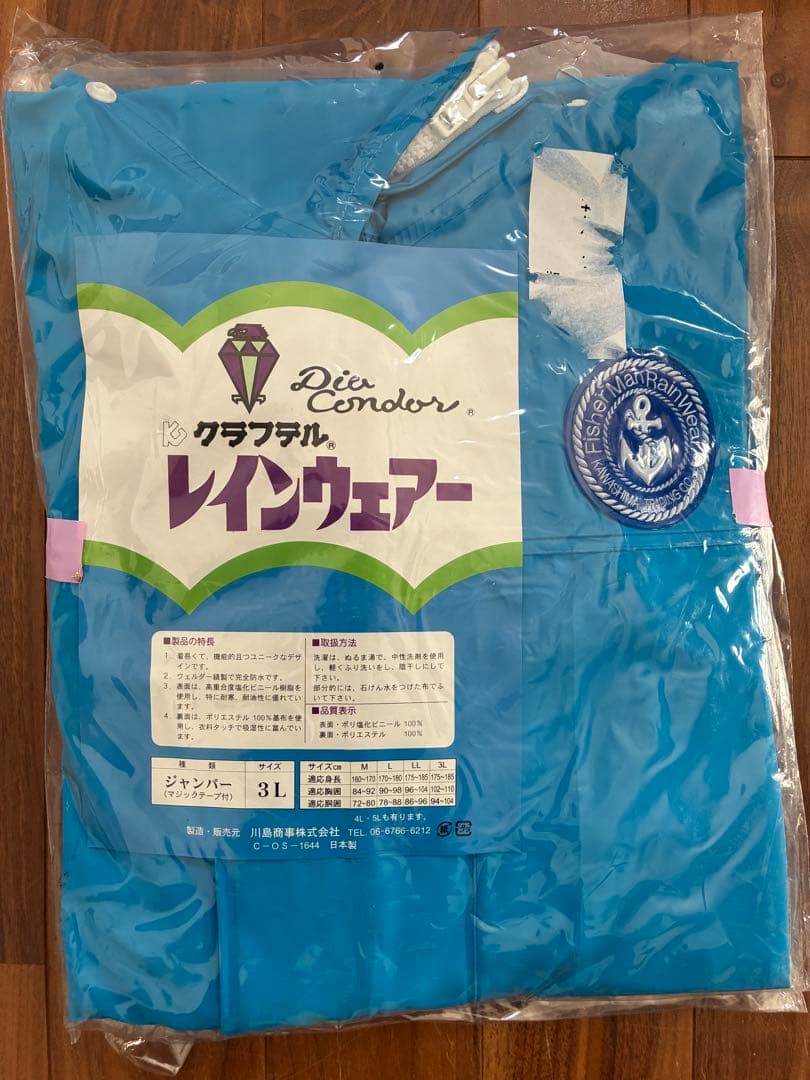 Dia
Condor®
クラフテル®
レインウェアー
Fisher Man Rain Wear
KAWASHIMA TRADING CO.
■製品の特長
1. 着易くて、機能的且つユニークなデザ
インです。
2. ウェルダー縫製で完全防水です。
3. 表面は、高重合度塩化ビニール樹脂を
使用し、特に耐寒、耐油性に優れてい
ます。
4. 裏面は、ポリエステル100%基布を使
用し、衣料タッチで吸湿性に富んでい
ます。
■取扱方法
洗濯は、ぬるま湯で、中性洗剤を使用
し、軽くふり洗いをし、陰干しにして
下さい。
部分的には、石けん水をつけた布でふ
いて下さい。
■品質表示
表面・ポリ塩化ビニール 100%
裏面・ポリエステル 100%
種類 サイズ
ジャンパー 3L
(マジックテープ付)
サイズcm M L LL 3L
適応身長 160~170 170~180 175~185 175~185
適応胸囲 84~92 90~98 96~104 102~110
適応胴囲 72~80 78~88 86~96 94~104
4L・5Lも有ります。
製造・販売元 川島商事株式会社 TEL. 06-6766-6212
C-OS-1644 日本製